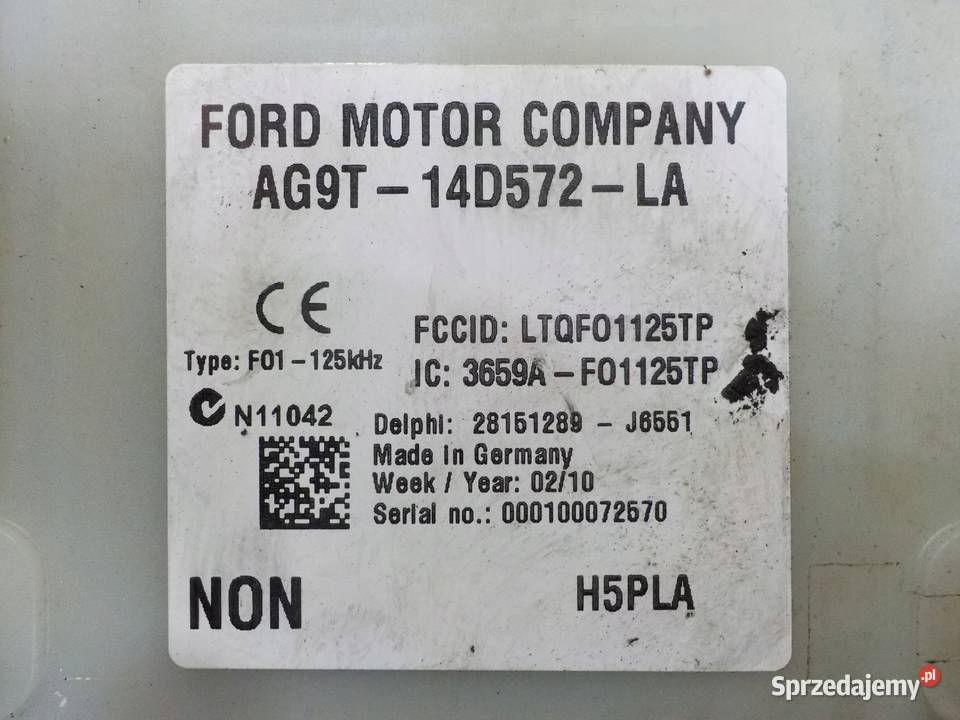 FORD MOTOR COMPANY
AG9T-14D572-LA
CE
Type: F01-125kHz
FCCID: LTQFO1125TP
IC: 3659A-FO1125TP
N11042
Delphi: 28151289 - J6551
Made in Germany
Week / Year: 02/10
Serial no.: 000100072570
NON
H5PLA
Sprzedajemy.pl